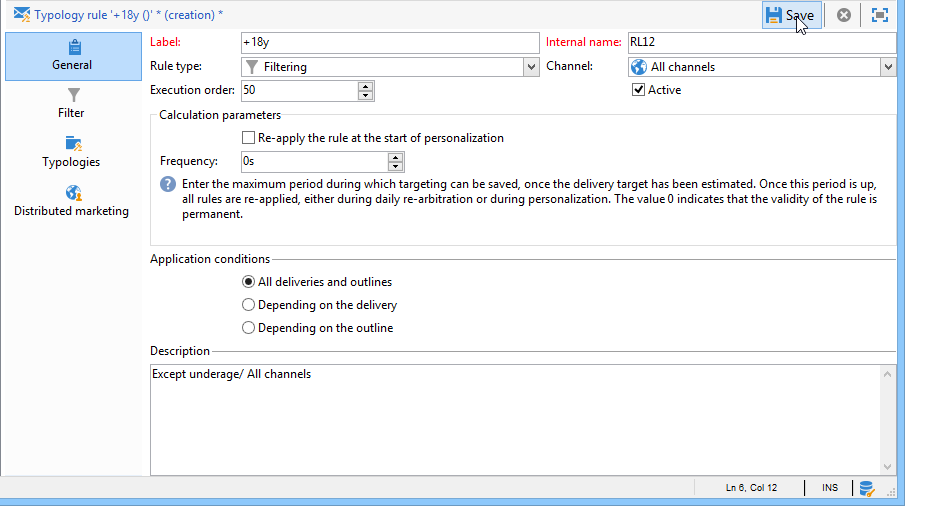 Typology rule '+18y ()' * (creation) *
Save
General
Filter
Typologies
Distributed marketing
Label: +18y Internal name: RL12
Rule type: Filtering Channel: All channels
Execution order: 50 Active
Calculation parameters
Re-apply the rule at the start of personalization
Frequency: 0s
Enter the maximum period during which targeting can be saved, once the delivery target has been estimated. Once this period is up,
all rules are re-applied, either during daily re-arbitration or during personalization. The value 0 indicates that the validity of the rule is
permanent.
Application conditions
All deliveries and outlines
Depending on the delivery
Depending on the outline
Description
Except underage/ All channels
Ln 6, Col 12 INS